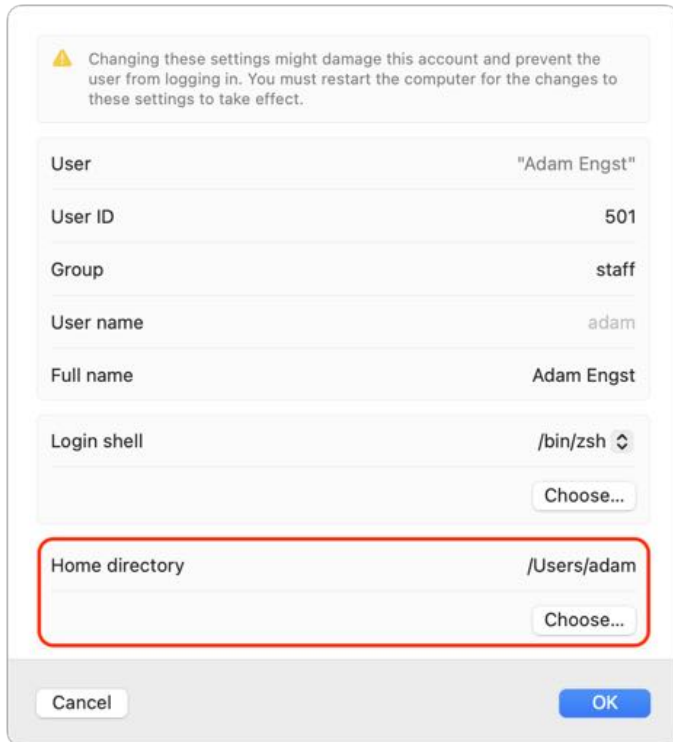 Changing these settings might damage this account and prevent the
user from logging in. You must restart the computer for the changes to
these settings to take effect.
User "Adam Engst"
User ID 501
Group staff
User name adam
Full name Adam Engst
Login shell /bin/zsh
Choose...
Home directory /Users/adam
Choose...
Cancel OK